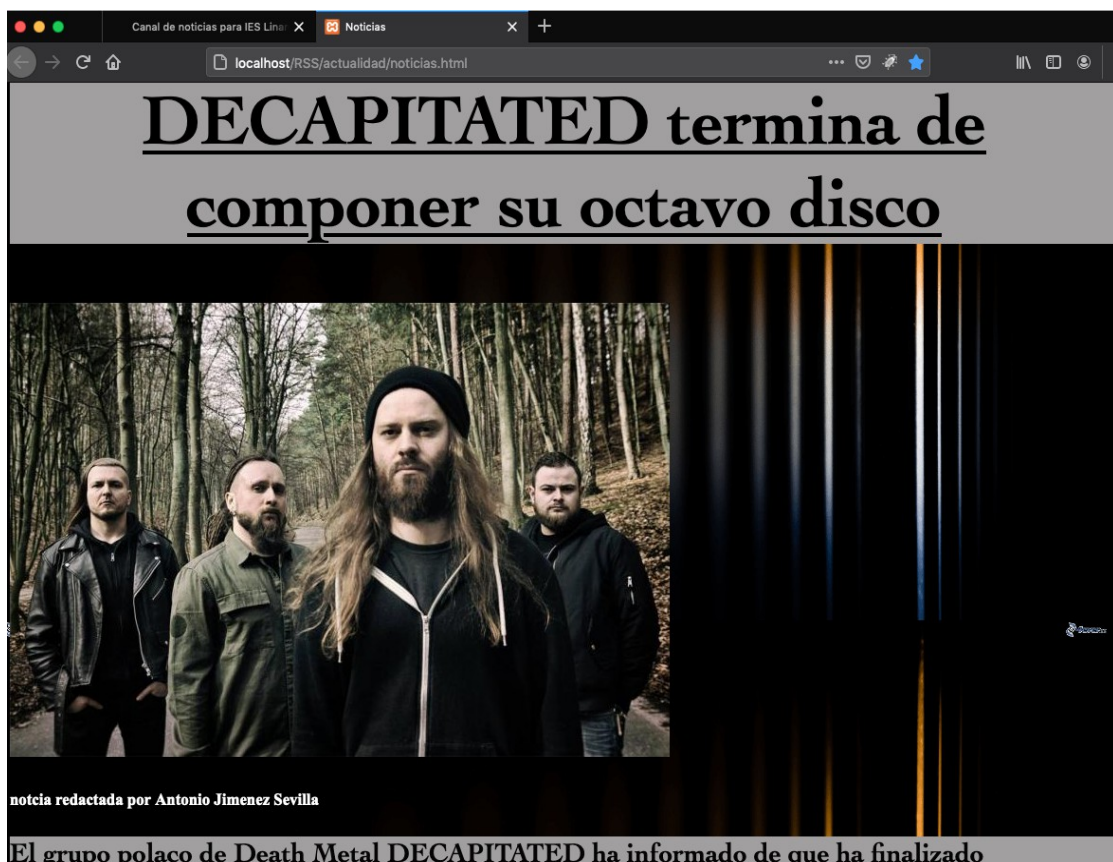 Canal de noticias para IES Linar
Noticias
localhost/RSS/actualidad/noticias.html
DECAPITATED termina de
componer su octavo disco
notcia redactada por Antonio Jimenez Sevilla
El grupo polaco de Death Metal DECAPITATED ha informado de que ha finalizado